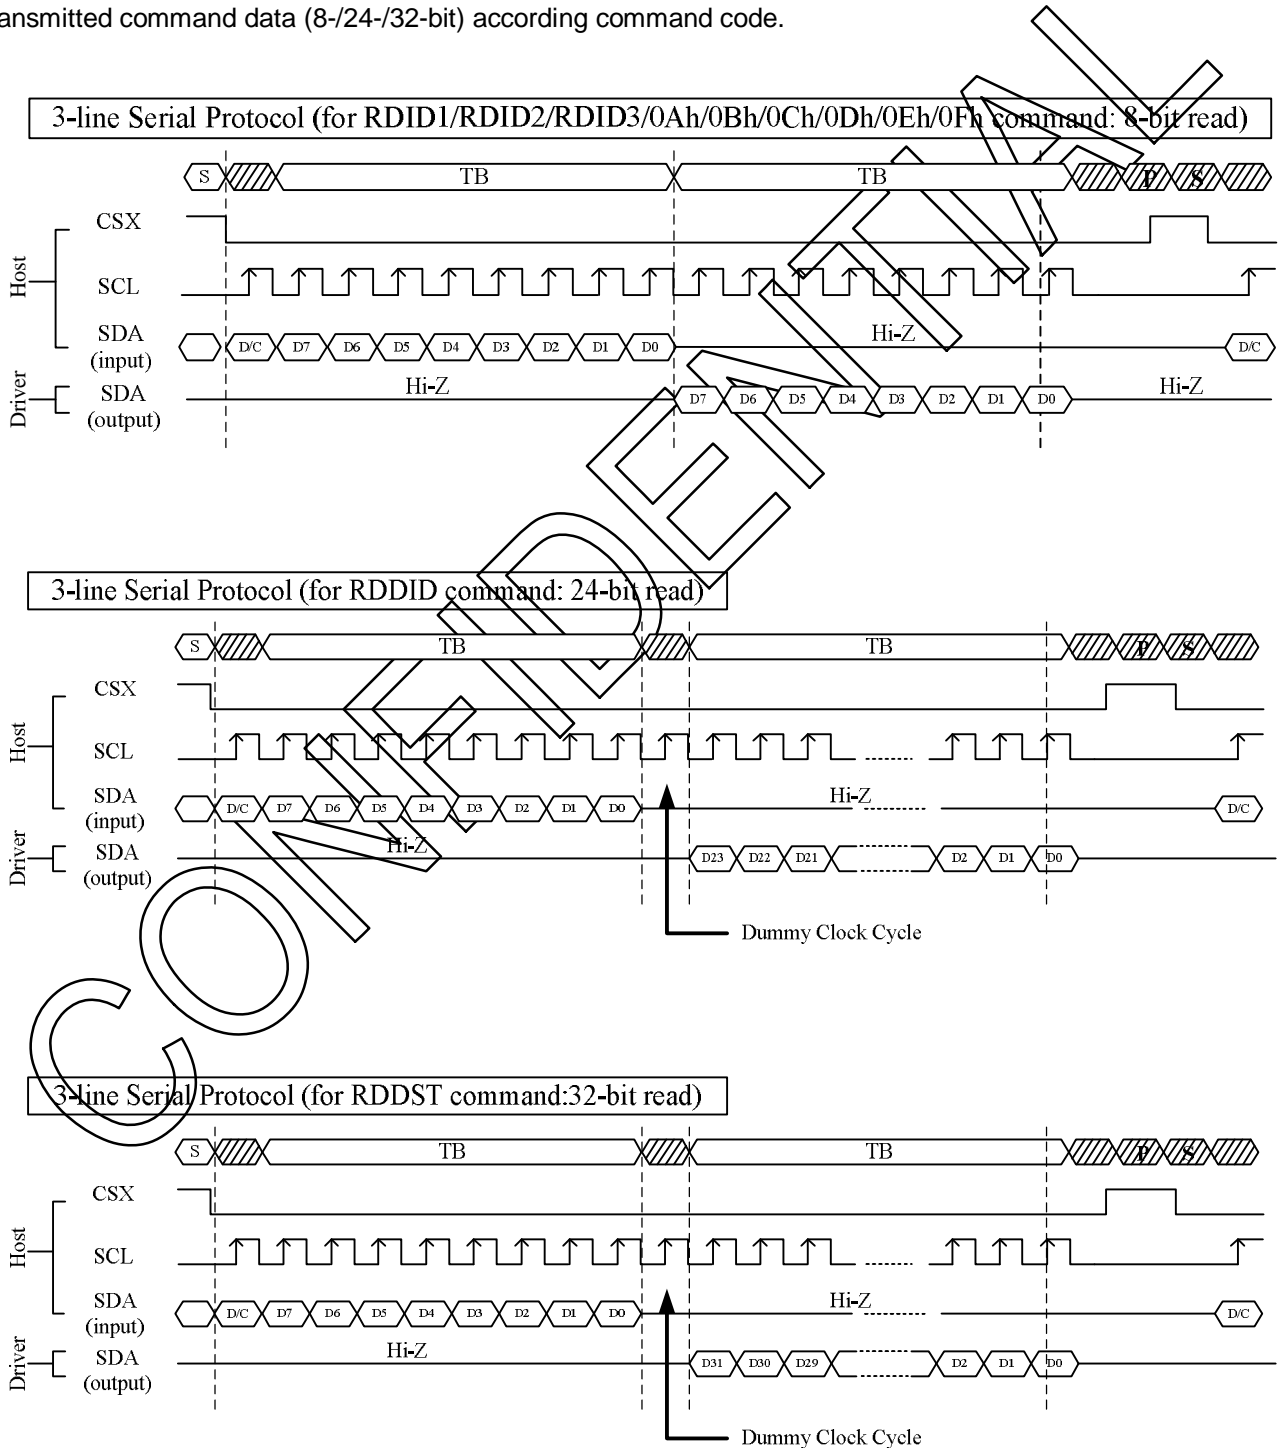 ansmitted command data (8-/24-/32-bit) according command code.
3-line Serial Protocol (for RDID1/RDID2/RDID3/0Ah/0Bh/0Ch/0Dh/0Eh/0Fh command: 8-bit read)
S TB TB P S
Host
CSX
SCL
SDA
(input)
D/C D7 D6 D5 D4 D3 D2 D1 D0 Hi-Z D/C
Driver
SDA
(output)
Hi-Z D7 D6 D5 D4 D3 D2 D1 D0 Hi-Z
3-line Serial Protocol (for RDDID command: 24-bit read)
S TB TB P S
Host
CSX
SCL
SDA
(input)
D/C D7 D6 D5 D4 D3 D2 D1 D0 Hi-Z D/C
Driver
SDA
(output)
Hi-Z D23 D22 D21 D2 D1 D0
Dummy Clock Cycle
3-line Serial Protocol (for RDDST command:32-bit read)
S TB TB P S
Host
CSX
SCL
SDA
(input)
D/C D7 D6 D5 D4 D3 D2 D1 D0 Hi-Z D/C
Driver
SDA
(output)
Hi-Z D31 D30 D29 D2 D1 D0
Dummy Clock Cycle
CONFIDENTIAL